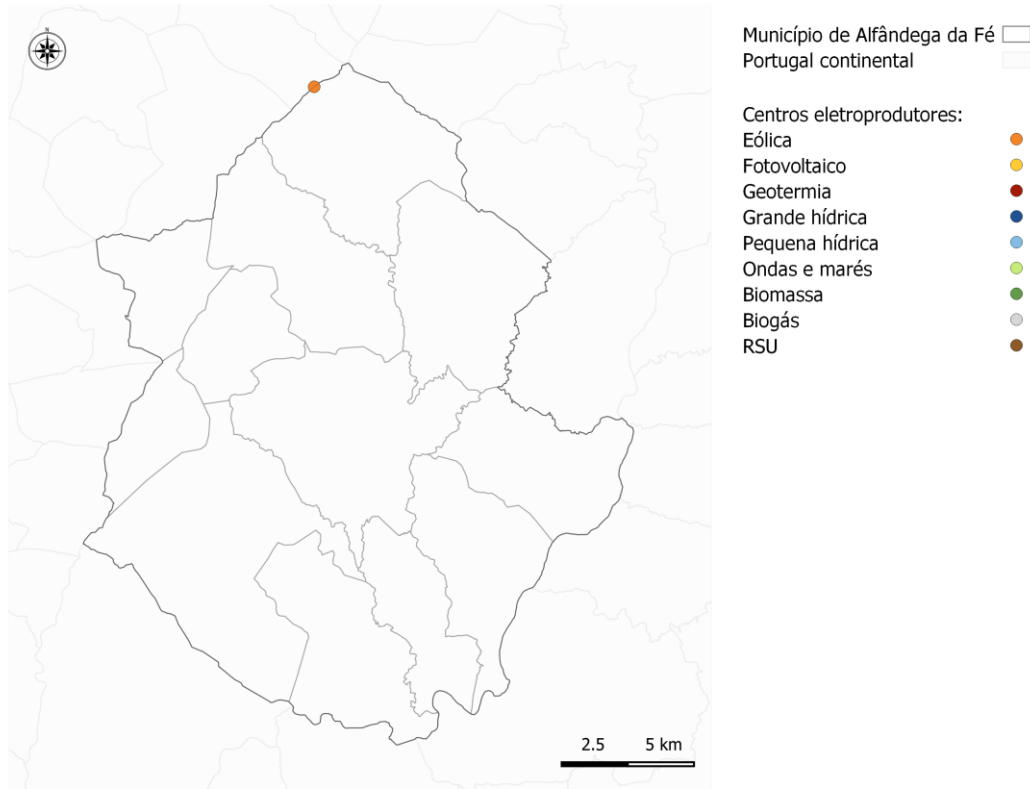 N
Município de Alfândega da Fé
Portugal continental
Centros eletroprodutores:
Eólica
Fotovoltaico
Geotermia
Grande hídrica
Pequena hídrica
Ondas e marés
Biomassa
Biogás
RSU
2.5 5 km